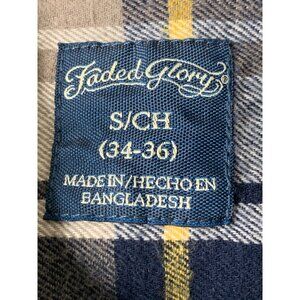 Faded Glory®
S/CH
(34-36)
MADE IN/HECHO EN
BANGLADESH